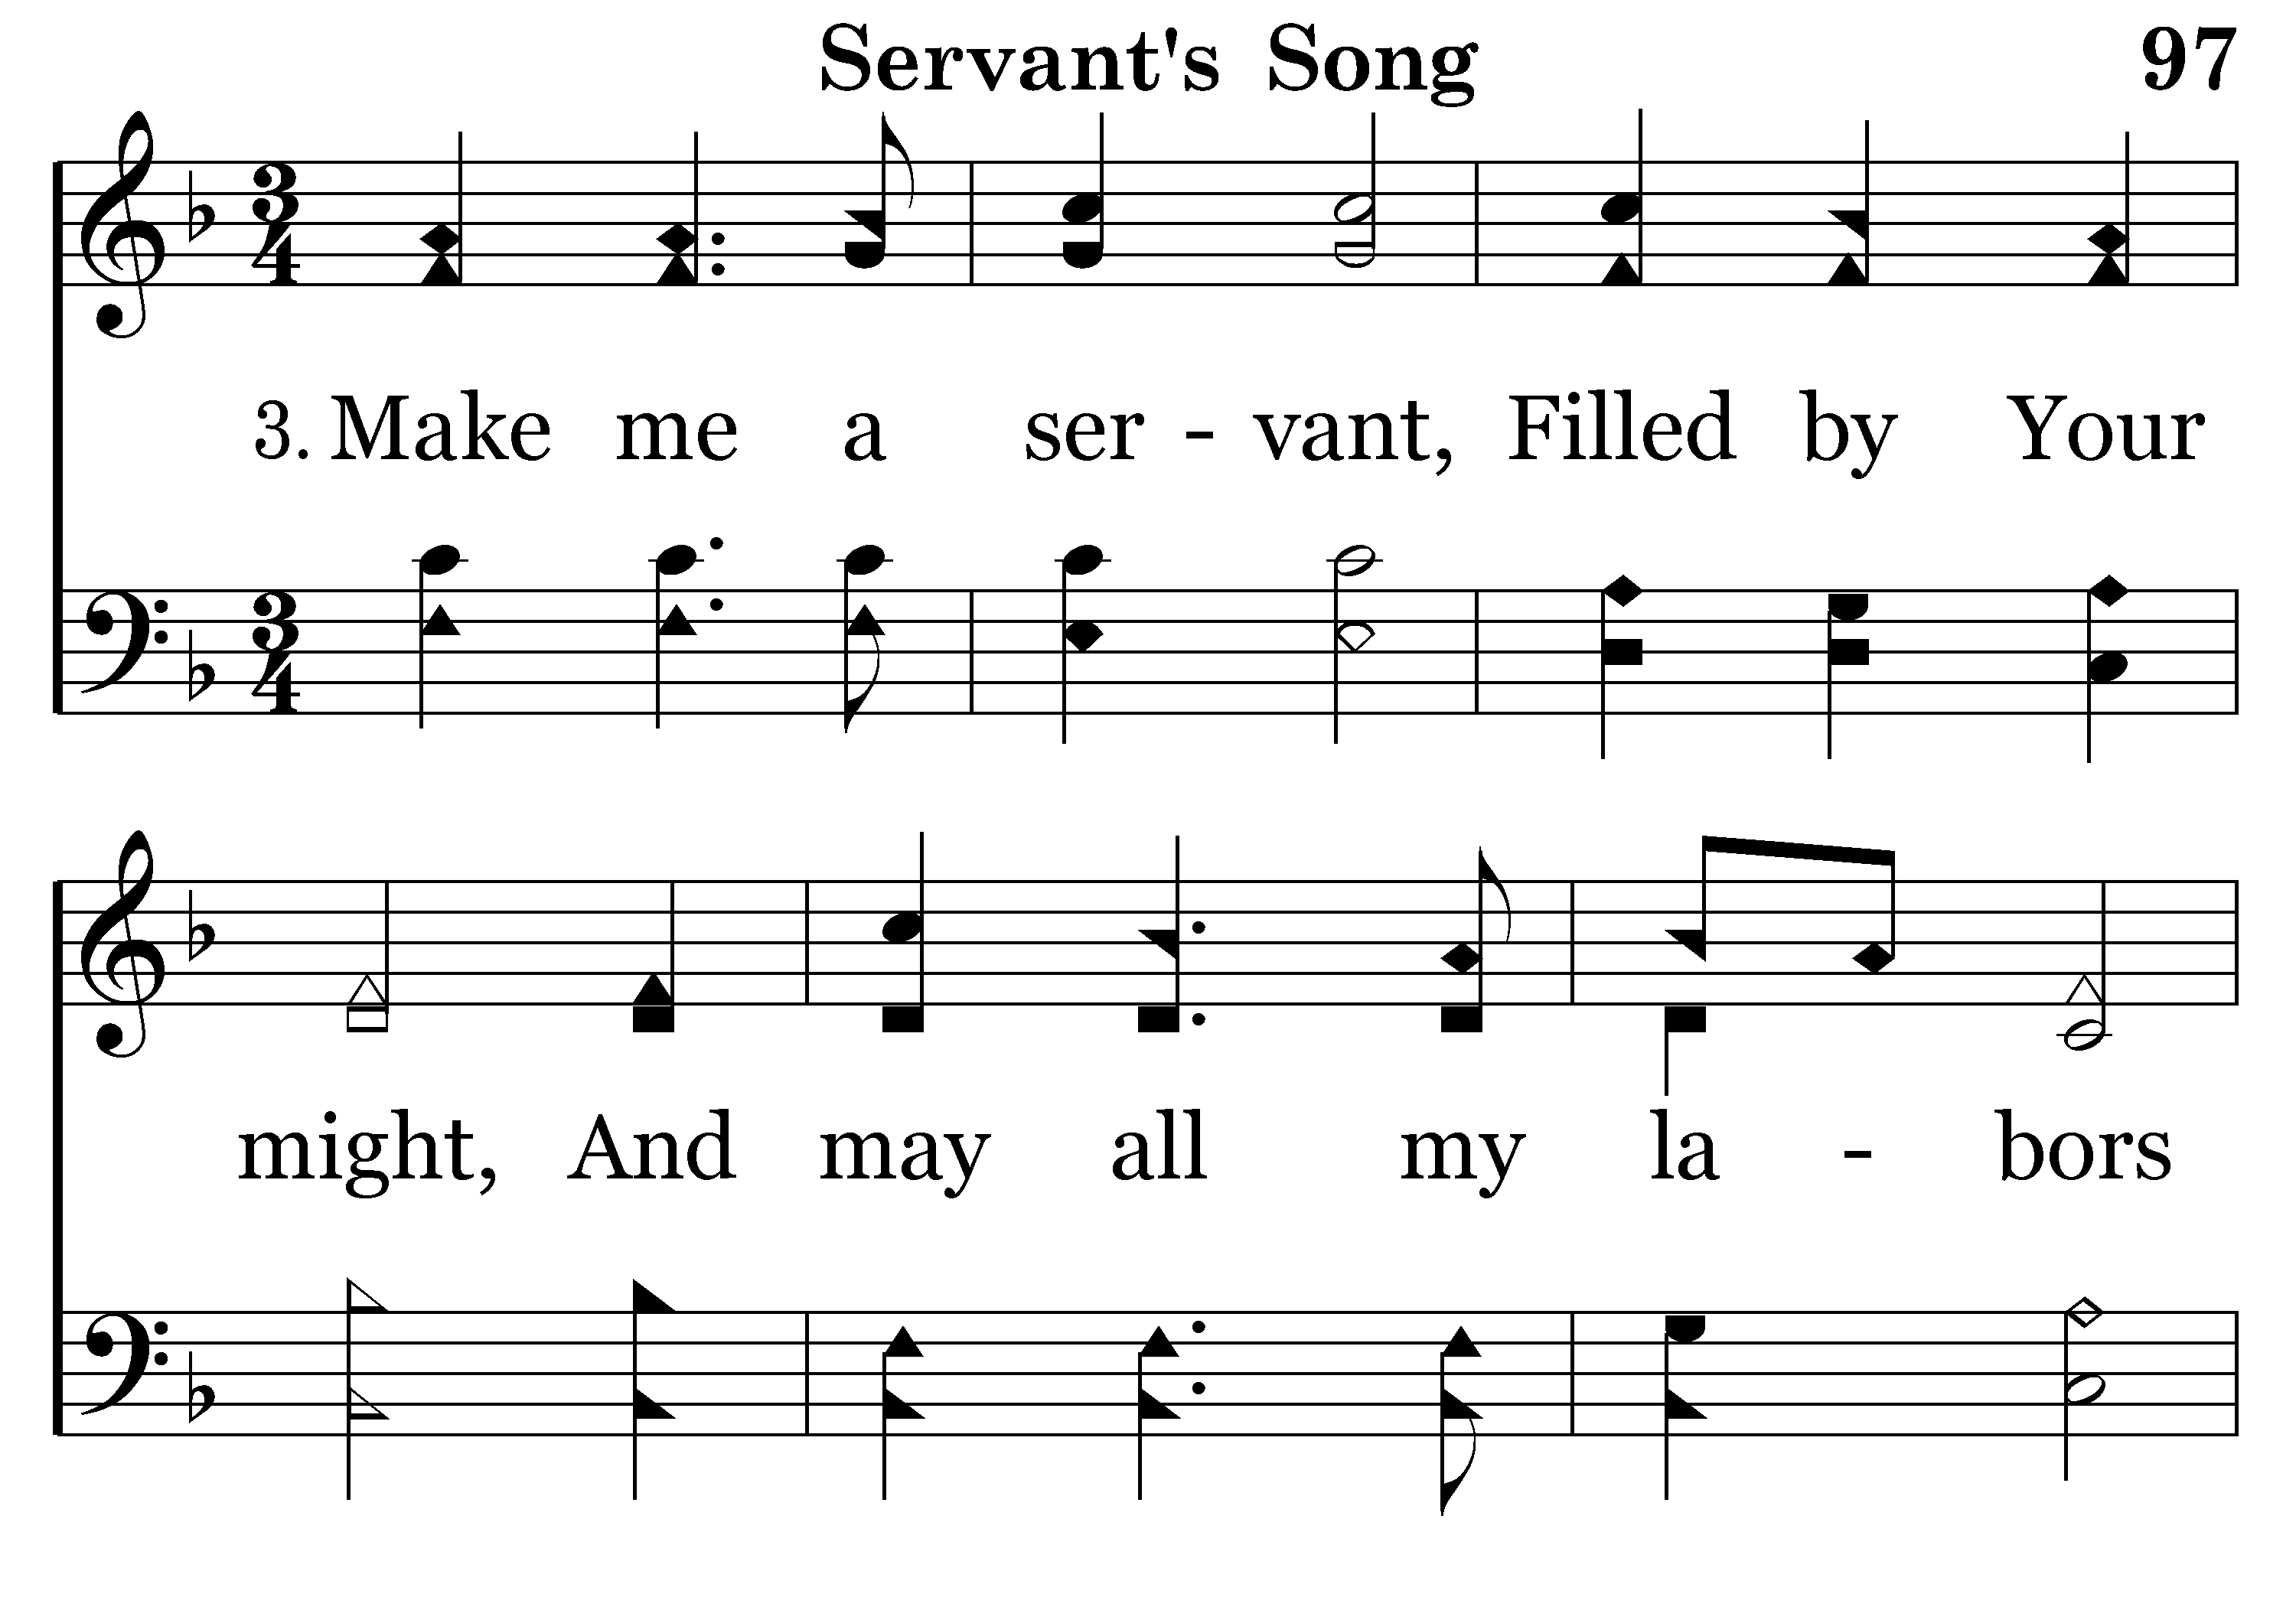 Servant's Song 97
3. Make me a ser - vant, Filled by Your
might, And may all my la - bors